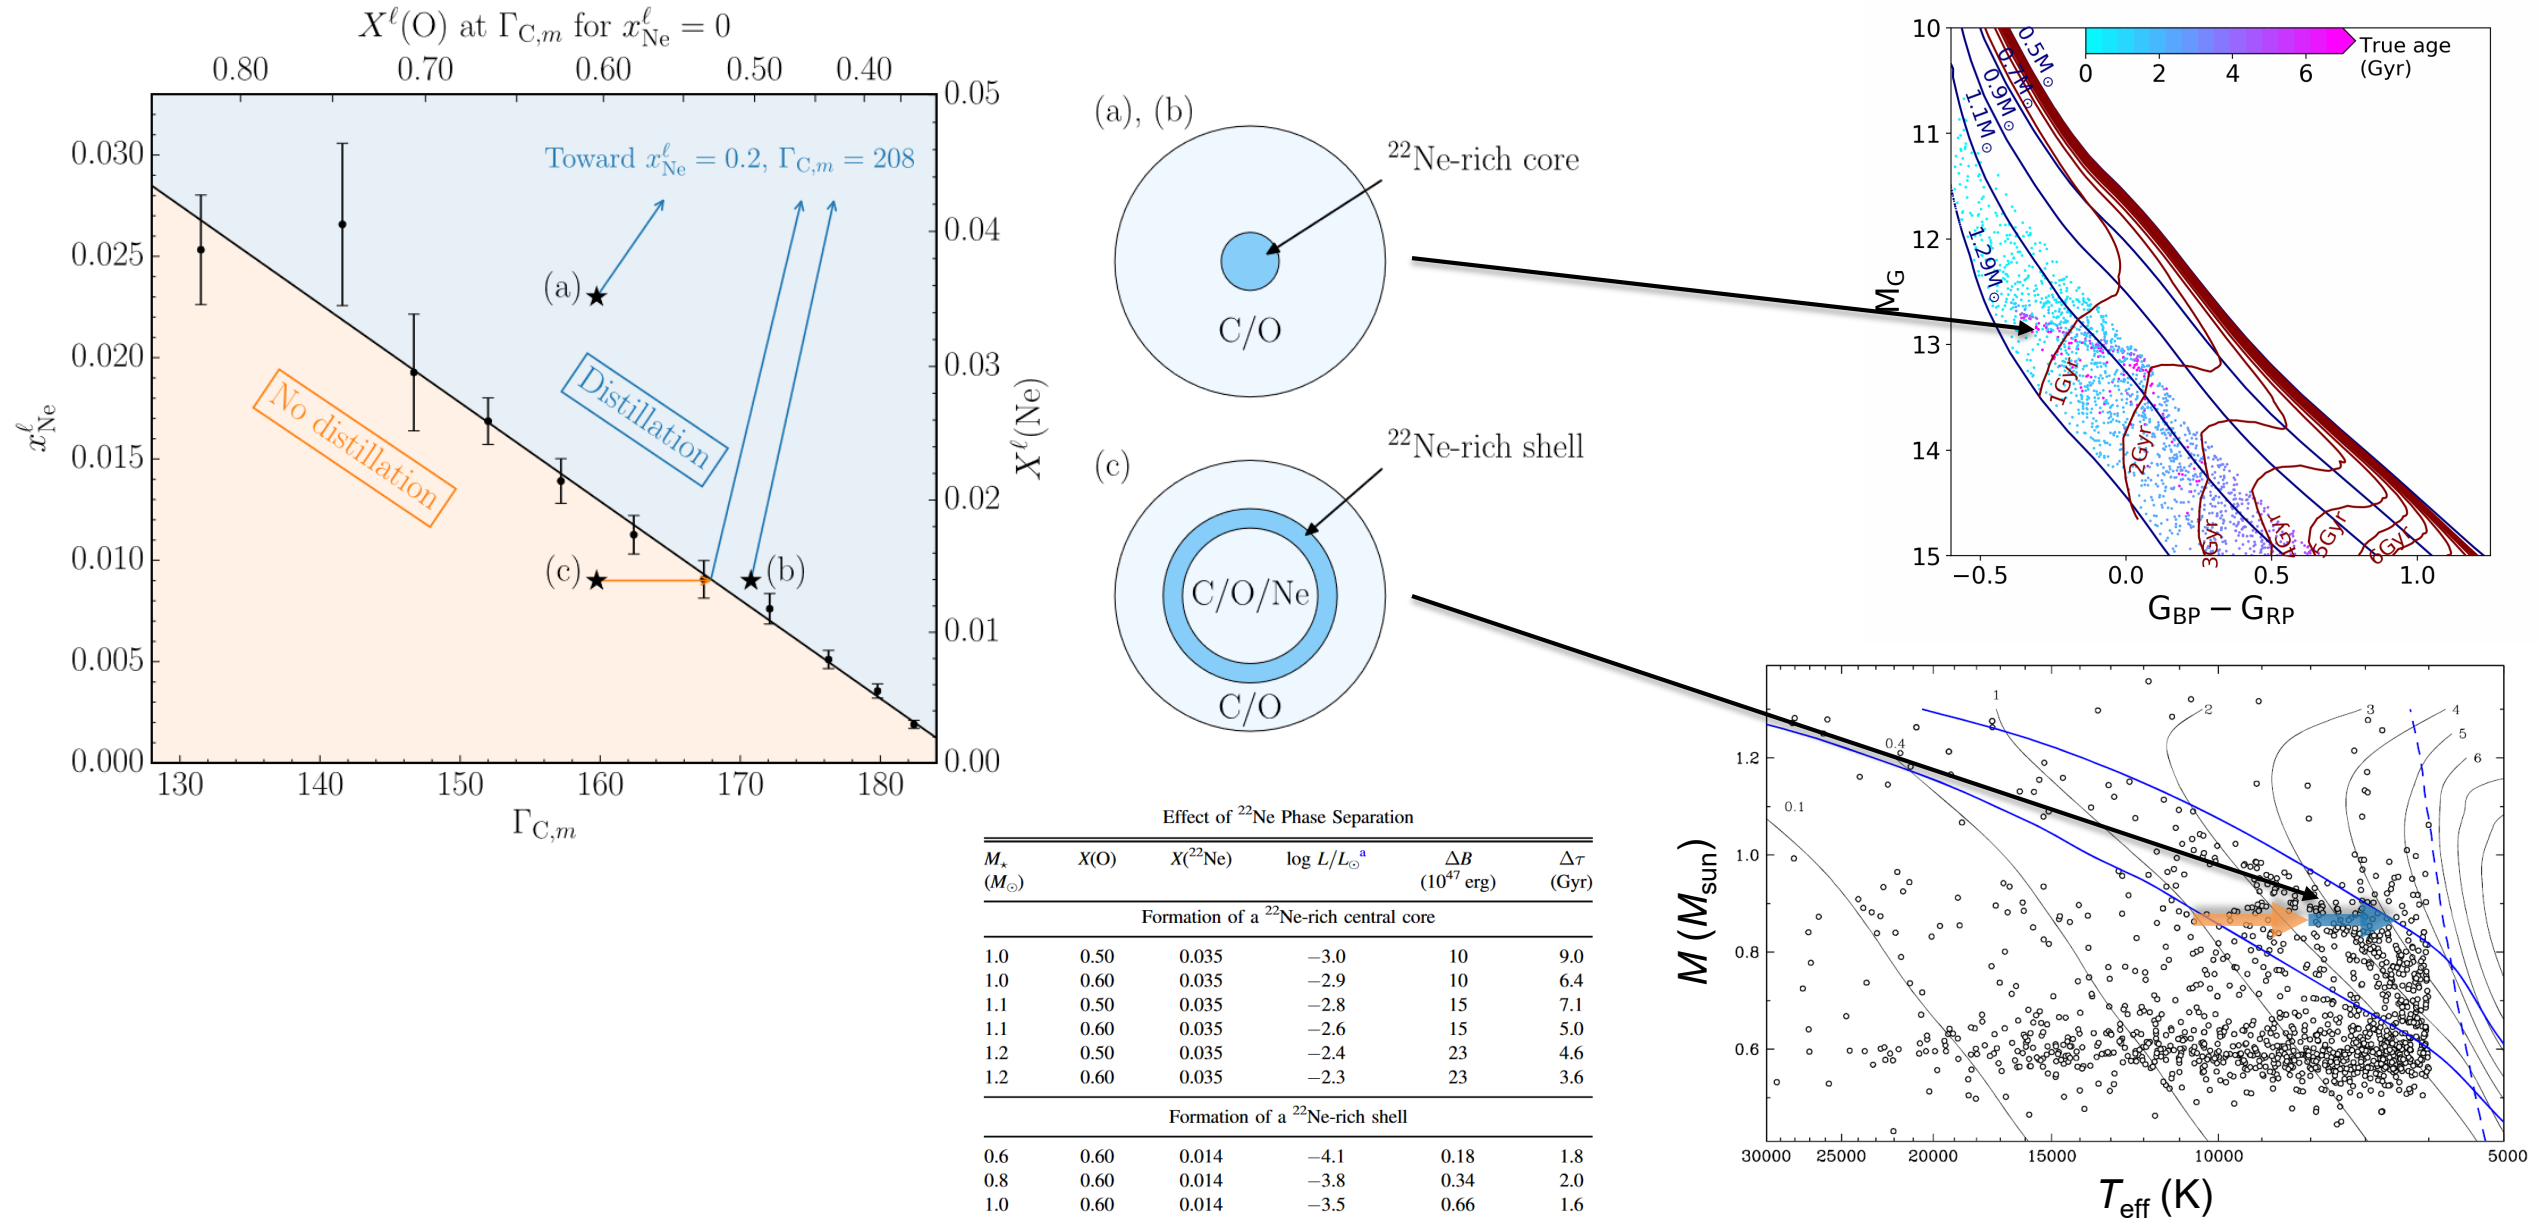 X^ℓ(O) at Γ_C,m for x^ℓ_Ne = 0
0.80 0.70 0.60 0.50 0.40
0.030
0.025
0.020
0.015
0.010
0.005
0.000
x^ℓ_Ne
130 140 150 160 170 180
Γ_C,m
0.05
0.04
0.03
0.02
0.01
0.00
X^ℓ(Ne)
Toward x^ℓ_Ne = 0.2, Γ_C,m = 208
(a)
No distillation
Distillation
(c)
(b)
(a), (b)
²²Ne-rich core
C/O
(c)
²²Ne-rich shell
C/O/Ne
C/O
Effect of ²²Ne Phase Separation
M⋆ X(O) X(²²Ne) log L/L⊙ᵃ ΔB Δτ
(M⊙) (10⁴⁷ erg) (Gyr)
Formation of a ²²Ne-rich central core
1.0 0.50 0.035 −3.0 10 9.0
1.0 0.60 0.035 −2.9 10 6.4
1.1 0.50 0.035 −2.8 15 7.1
1.1 0.60 0.035 −2.6 15 5.0
1.2 0.50 0.035 −2.4 23 4.6
1.2 0.60 0.035 −2.3 23 3.6
Formation of a ²²Ne-rich shell
0.6 0.60 0.014 −4.1 0.18 1.8
0.8 0.60 0.014 −3.8 0.34 2.0
1.0 0.60 0.014 −3.5 0.66 1.6
10
11
12
13
14
15
M_G
0.5M⊙
0.7M⊙
0.9M⊙
1.1M⊙
1.29M⊙
True age
(Gyr)
0 2 4 6
1Gyr
2Gyr
3Gyr
4Gyr
5Gyr
6Gyr
−0.5 0.0 0.5 1.0
G_BP − G_RP
1.2
1.0
0.8
0.6
M (M_sun)
0.1
0.4
1
2
3
4
5
6
30000 25000 20000 15000 10000 5000
T_eff (K)